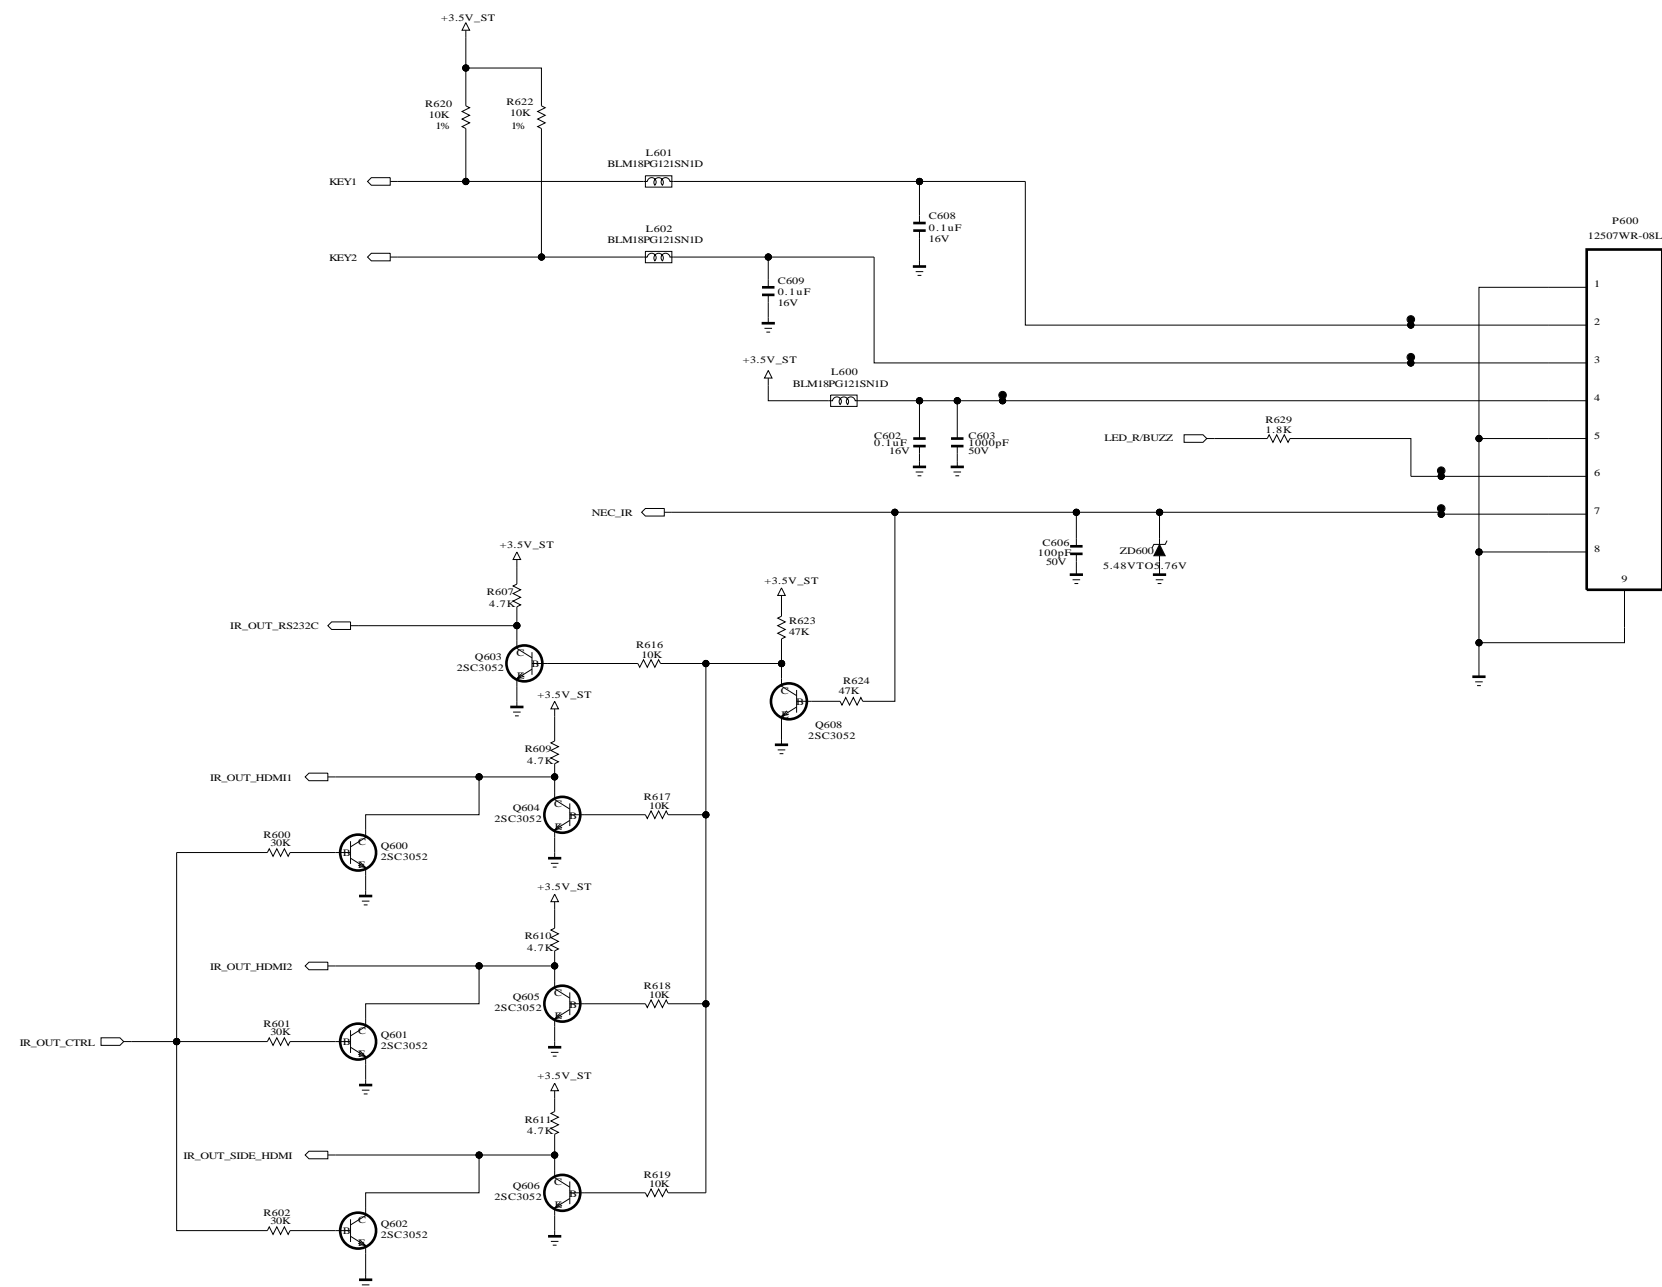 +3.5V_ST
R620
10K
1%
R622
10K
1%
L601
BLM18PG121SN1D
KEY1
C608
0.1uF
16V
L602
BLM18PG121SN1D
KEY2
C609
0.1uF
16V
P600
12507WR-08L
1
2
3
4
5
6
7
8
9
+3.5V_ST
L600
BLM18PG121SN1D
C602
0.1uF
16V
C603
1000pF
50V
LED_R/BUZZ
R629
1.8K
NEC_IR
C606
100pF
50V
ZD600
5.48VTO5.76V
+3.5V_ST
R607
4.7K
IR_OUT_RS232C
Q603
2SC3052
C
B
E
R616
10K
+3.5V_ST
R623
47K
R624
47K
C
B
E
Q608
2SC3052
+3.5V_ST
R609
4.7K
IR_OUT_HDMI1
Q604
2SC3052
C
B
E
R617
10K
R600
30K
B
C
E
Q600
2SC3052
+3.5V_ST
R610
4.7K
IR_OUT_HDMI2
Q605
2SC3052
C
B
E
R618
10K
IR_OUT_CTRL
R601
30K
B
C
E
Q601
2SC3052
+3.5V_ST
R611
4.7K
IR_OUT_SIDE_HDMI
Q606
2SC3052
C
B
E
R619
10K
R602
30K
B
C
E
Q602
2SC3052